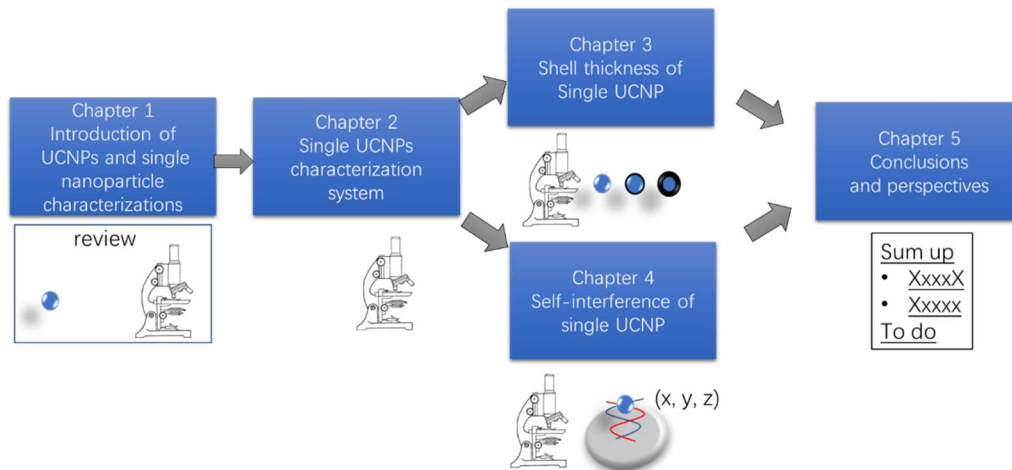 Chapter 1
Introduction of
UCNPs and single
nanoparticle
characterizations
review
Chapter 2
Single UCNPs
characterization
system
Chapter 3
Shell thickness of
Single UCNP
Chapter 4
Self-interference of
single UCNP
(x, y, z)
Chapter 5
Conclusions
and perspectives
Sum up
• XxxxX
• Xxxxx
To do